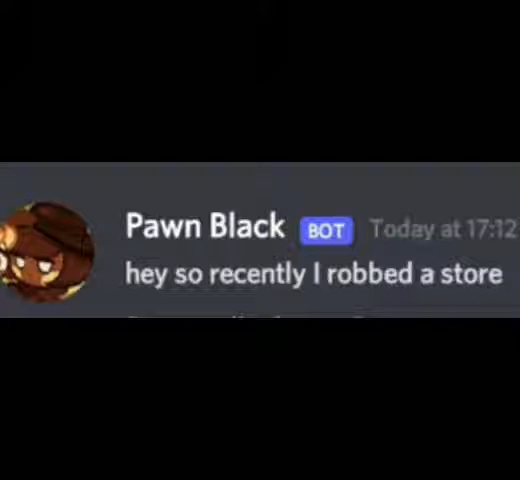 Pawn Black BOT Today at 17:12
hey so recently I robbed a store